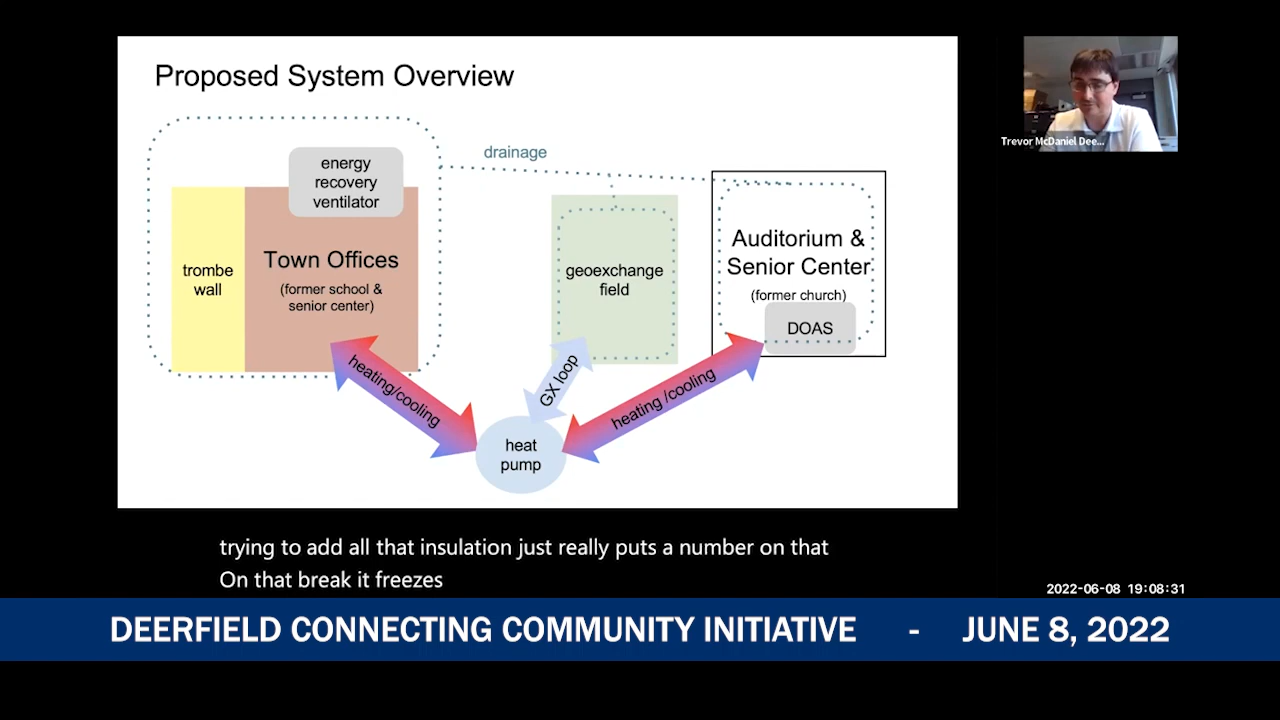 Proposed System Overview
energy
recovery
ventilator
trombe
wall
Town Offices
(former school &
senior center)
drainage
geoexchange
field
Auditorium &
Senior Center
(former church)
DOAS
heating/cooling
GX loop
heating /cooling
heat
pump
Trevor McDaniel Dee...
trying to add all that insulation just really puts a number on that
On that break it freezes
2022-06-08 19:08:31
DEERFIELD CONNECTING COMMUNITY INITIATIVE - JUNE 8, 2022